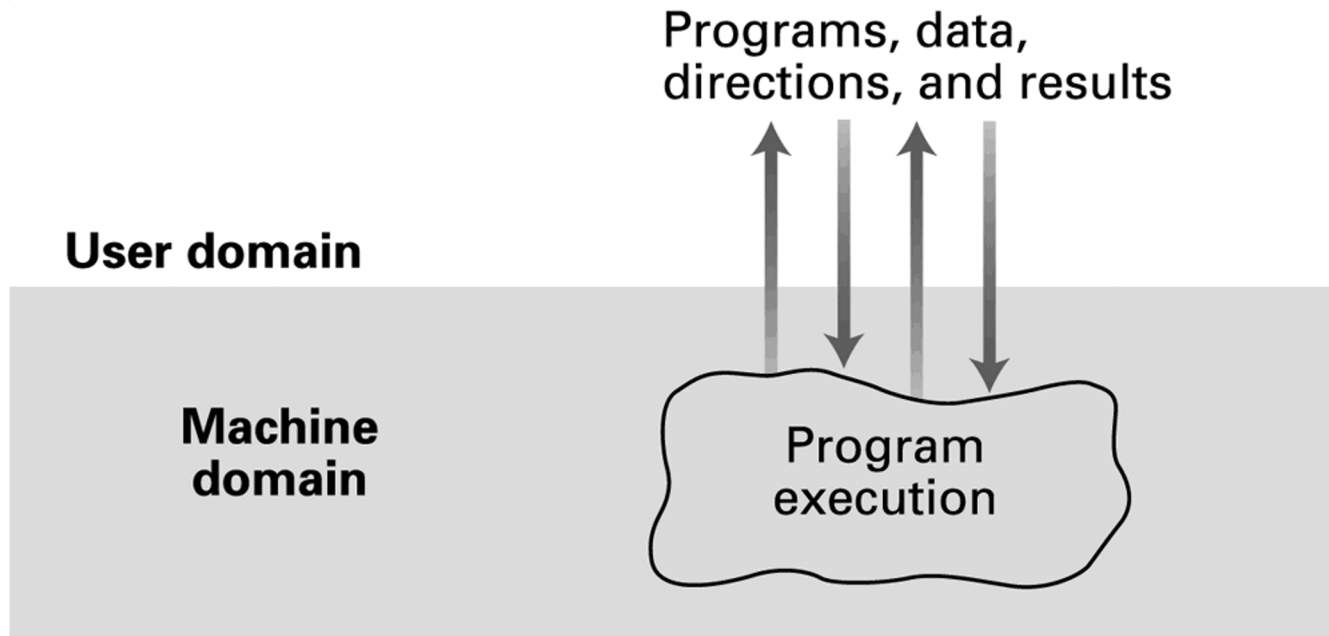 Programs, data,
directions, and results
User domain
Machine
domain
Program
execution